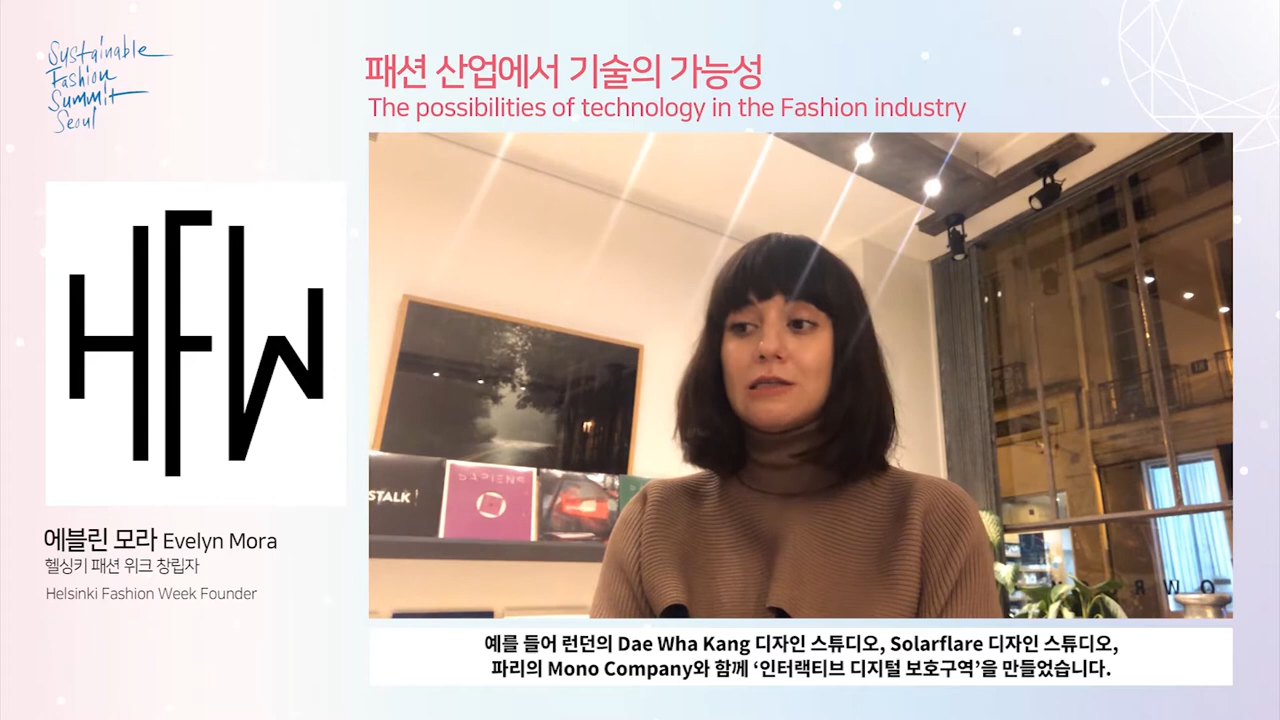 Sustainable
Fashion
Summit
Seoul
패션 산업에서 기술의 가능성
The possibilities of technology in the Fashion industry
HFW
STALK!
SAPIENS
에블린 모라 Evelyn Mora
헬싱키 패션 위크 창립자
Helsinki Fashion Week Founder
예를 들어 런던의 Dae Wha Kang 디자인 스튜디오, Solarflare 디자인 스튜디오,
파리의 Mono Company와 함께 ‘인터랙티브 디지털 보호구역’을 만들었습니다.